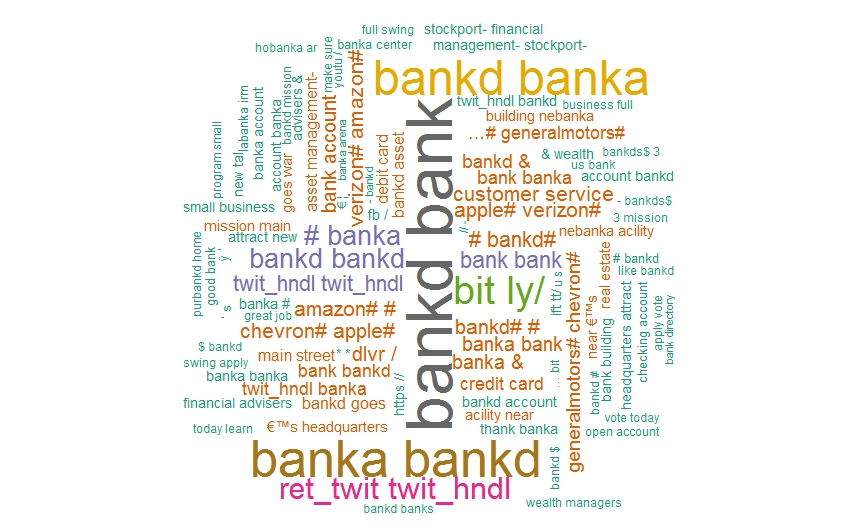 full swing
stockport- financial
hobanka ar
banka center
management- stockport-
make sure
youtu /
bankd banka
twit_hndl bankd
business full
building nebanka
…# generalmotors#
program small
new tal
labanka irm
banka account
account banka
bankd mission
advisers &
goes war
asset management-
bank account
banka arena
verizon# amazon#
- bankd
debit card
bankd asset
bankd bank
bankd &
& wealth
bankds$ 3
us bank
bank banka
account bankd
customer service
- bankds$
apple# verizon#
3 mission
small business
€ '
fb /
mission main
attract new
# banka
// -
# bankd#
nebanka acility
purbankd home
good bank
' ÿ
bankd bankd
bank bank
# bankd
like bankd
twit_hndl twit_hndl
bit ly/
ift tt/
u s
generalmotors# chevron#
real estate
near €™s
- s
banka #
great job
amazon# #
chevron# apple#
bankd# #
banka bank
bank building
headquarters attract
checking account
apply vote
bank directory
$ bankd
swing apply
main street
* *
dlvr /
banka &
… bit
banka banka
bank bankd
twit_hndl banka
credit card
bankd #
financial advisers
bankd goes
https //
bankd account
acility near
vote today
today learn
€™s headquarters
thank banka
open account
banka bankd
bankd $
ret_twit twit_hndl
bankd banks
wealth managers